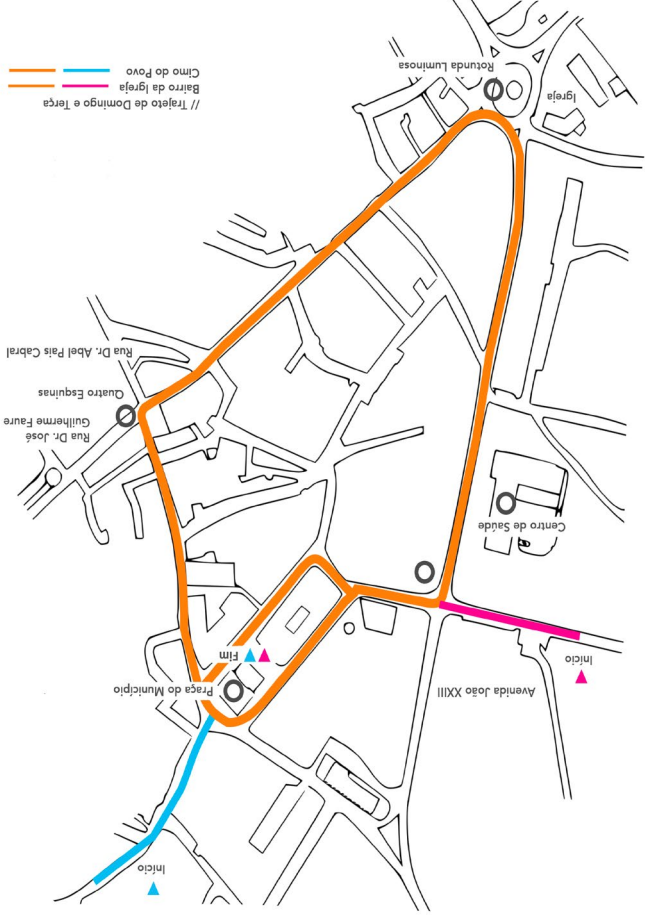 Início
Avenida João XXIII
Praça do Município
Início
Fim
Centro de Saúde
Rua Dr. José
Guilherme Faure
Quatro Esquinas
Rua Dr. Abel Pais Cabral
Igreja
Rotunda Luminosa
// Trajeto de Domingo e Terça
Bairro da Igreja
Cimo do Povo